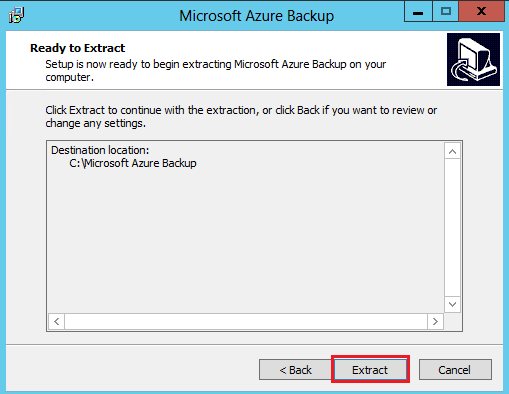 Microsoft Azure Backup
Ready to Extract
Setup is now ready to begin extracting Microsoft Azure Backup on your
computer.
Click Extract to continue with the extraction, or click Back if you want to review or
change any settings.
Destination location:
C:\Microsoft Azure Backup
< Back
Extract
Cancel